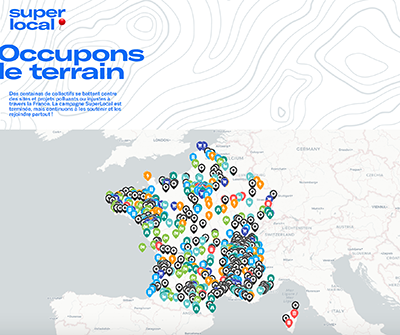 super
local
Occupons
le terrain
Des centaines de collectifs se battent contre
des sites et projets polluants ou injustes à
travers la France. La campagne SuperLocal est
terminée, mais continuons à les soutenir et les
rejoindre partout !
LONDON
BELGIUM
GERMANY
SWITZERLAND
ITALY
CROATIA